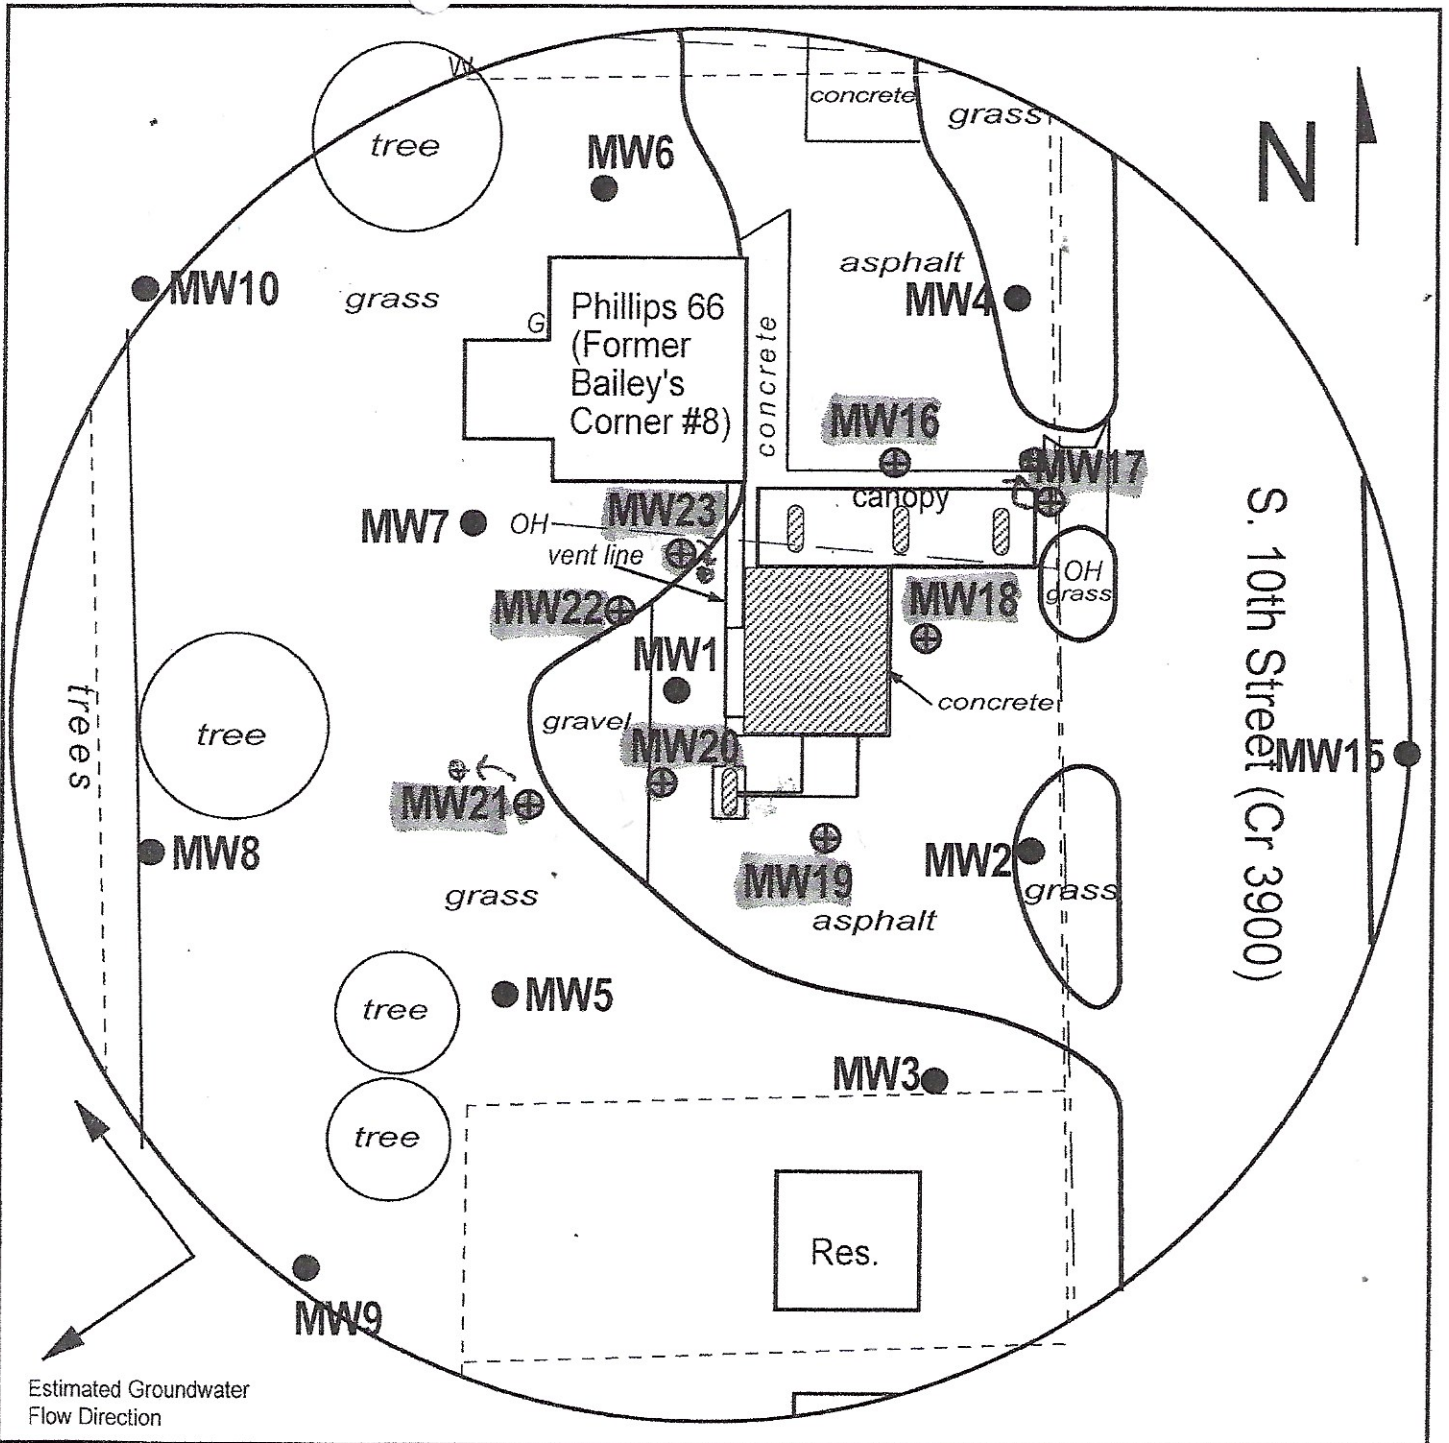 W
tree
concrete
grass
N
MW6
MW10
grass
asphalt
MW4
G
Phillips 66
(Former
Bailey's
Corner #8)
concrete
MW16
MW17
canopy
MW23
MW7
OH
vent line
OH
grass
MW22
MW18
MW1
S. 10th Street (Cr 3900)
concrete
trees
tree
gravel
MW20
MW15
MW21
MW8
MW2
grass
MW19
grass
asphalt
MW5
tree
MW3
tree
Res.
MW9
Estimated Groundwater
Flow Direction